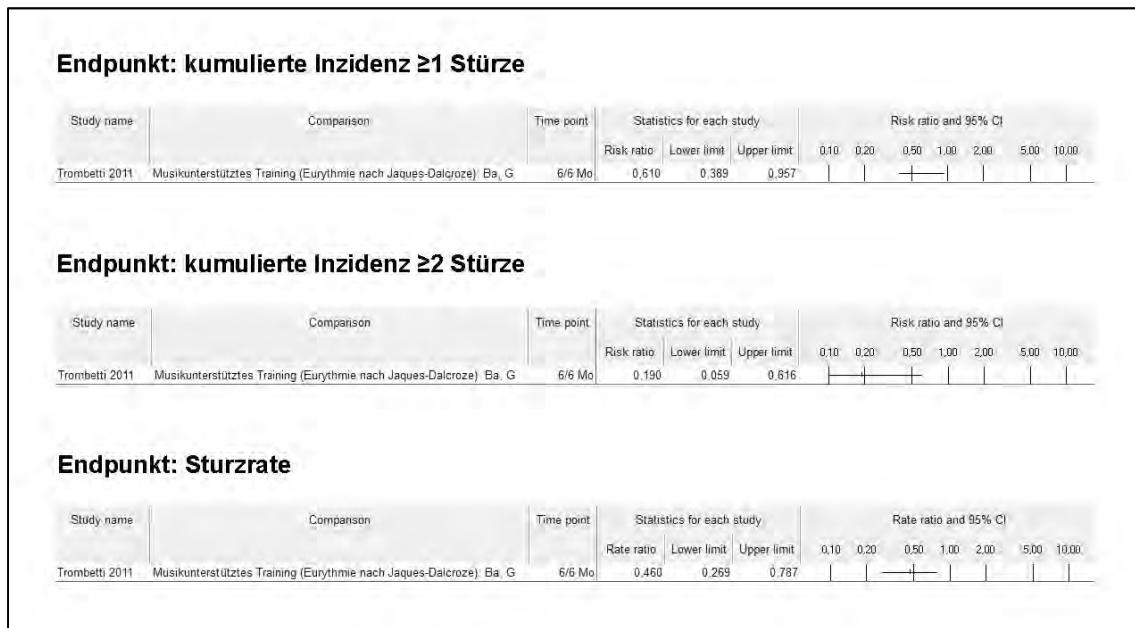 Endpunkt: kumulierte Inzidenz ≥1 Stürze
Study name Comparison Time point Statistics for each study Risk ratio and 95% CI
Risk ratio Lower limit Upper limit 0,10 0,20 0,50 1,00 2,00 5,00 10,00
Trombetti 2011 Musikunterstütztes Training (Eurythmie nach Jaques-Dalcroze): Ba, G 6/6 Mo 0,610 0,389 0,957
Endpunkt: kumulierte Inzidenz ≥2 Stürze
Study name Comparison Time point Statistics for each study Risk ratio and 95% CI
Risk ratio Lower limit Upper limit 0,10 0,20 0,50 1,00 2,00 5,00 10,00
Trombetti 2011 Musikunterstütztes Training (Eurythmie nach Jaques-Dalcroze): Ba, G 6/6 Mo 0,190 0,059 0,616
Endpunkt: Sturzrate
Study name Comparison Time point Statistics for each study Rate ratio and 95% CI
Rate ratio Lower limit Upper limit 0,10 0,20 0,50 1,00 2,00 5,00 10,00
Trombetti 2011 Musikunterstütztes Training (Eurythmie nach Jaques-Dalcroze): Ba, G 6/6 Mo 0,460 0,269 0,787